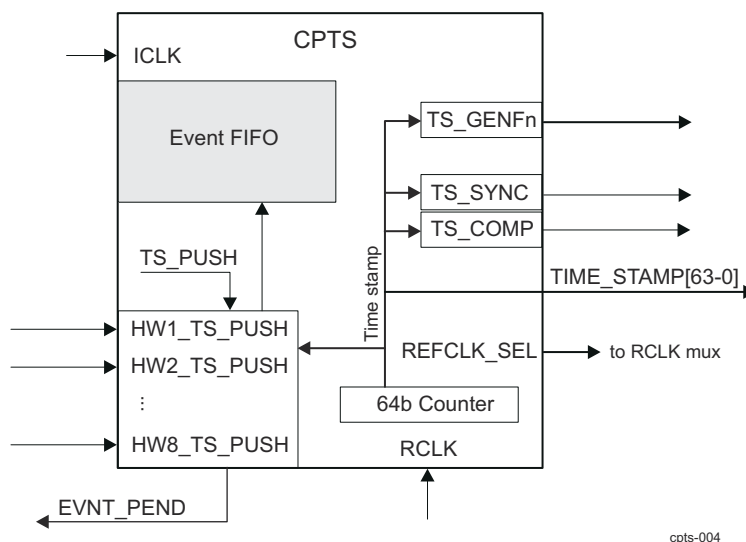 CPTS
ICLK
Event FIFO
TS_GENFn
TS_SYNC
TS_COMP
TS_PUSH
Time stamp
TIME_STAMP[63-0]
HW1_TS_PUSH
HW2_TS_PUSH
...
HW8_TS_PUSH
REFCLK_SEL
to RCLK mux
64b Counter
RCLK
EVNT_PEND
cpts-004